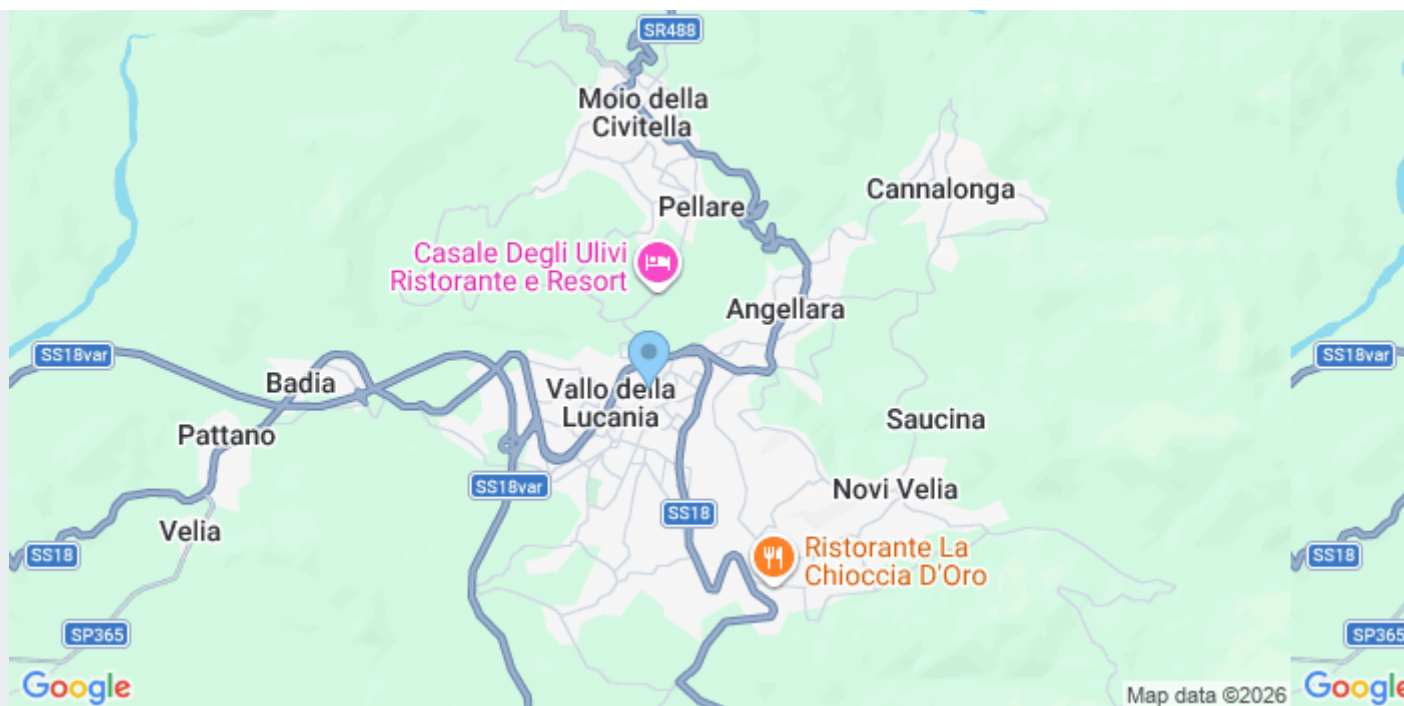 SR488
Moio della
Civitella
Cannalonga
Pellare
Casale Degli Ulivi
Ristorante e Resort
Angellara
SS18var
SS18var
Badia
Vallo della
Lucania
Saucina
Pattano
SS18var
Novi Velia
SS18
Velia
Ristorante La
Chioccia D'Oro
SS18
SS18
SP365
SP365
Google
Map data ©2026
Google